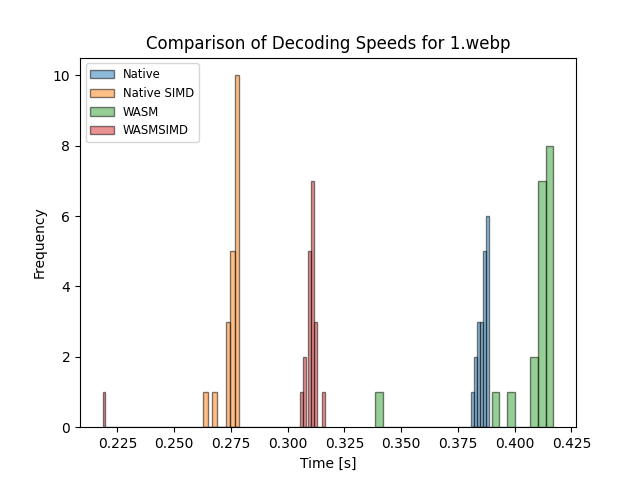 Comparison of Decoding Speeds for 1.webp
Native
Native SIMD
WASM
WASMSIMD
10
8
6
4
2
0
Frequency
0.225 0.250 0.275 0.300 0.325 0.350 0.375 0.400 0.425
Time [s]